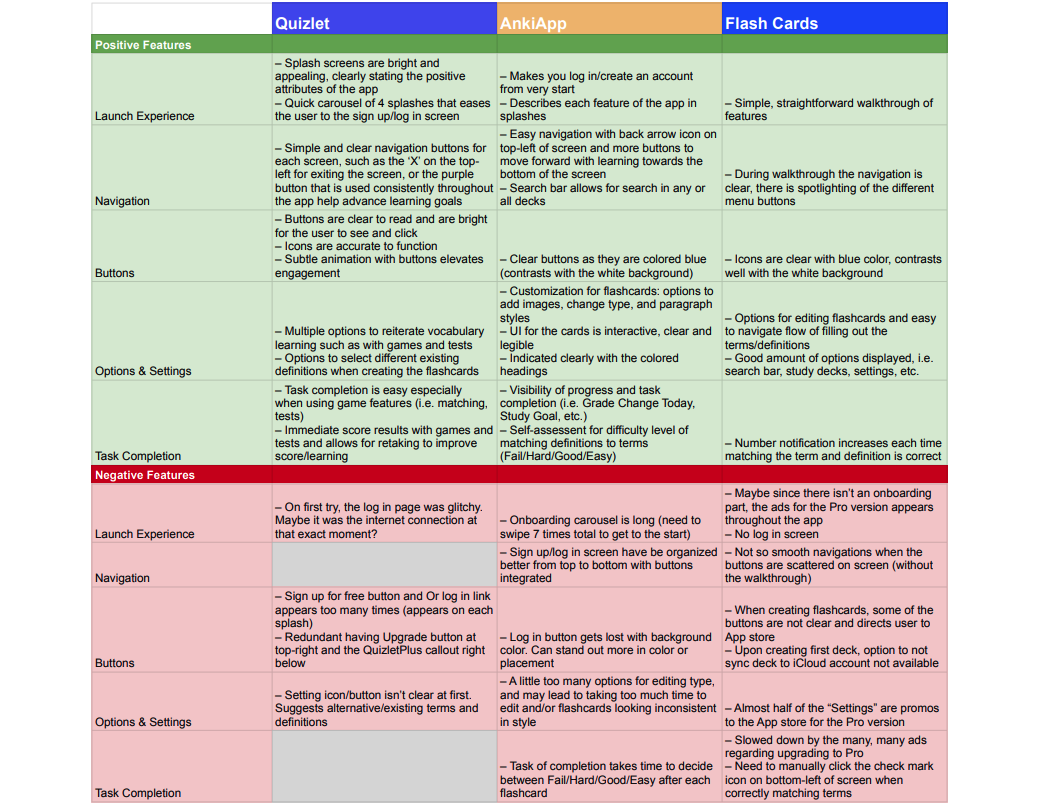 Quizlet
AnkiApp
Flash Cards
Positive Features
Launch Experience
– Splash screens are bright and
appealing, clearly stating the positive
attributes of the app
– Quick carousel of 4 splashes that eases
the user to the sign up/log in screen
– Makes you log in/create an account
from very start
– Describes each feature of the app in
splashes
– Simple, straightforward walkthrough of
features
Navigation
– Simple and clear navigation buttons for
each screen, such as the ‘X’ on the top-
left for exiting the screen, or the purple
button that is used consistently throughout
the app help advance learning goals
– Easy navigation with back arrow icon on
top-left of screen and more buttons to
move forward with learning towards the
bottom of the screen
– Search bar allows for search in any or
all decks
– During walkthrough the navigation is
clear, there is spotlighting of the different
menu buttons
Buttons
– Buttons are clear to read and are bright
for the user to see and click
– Icons are accurate to function
– Subtle animation with buttons elevates
engagement
– Clear buttons as they are colored blue
(contrasts with the white background)
– Icons are clear with blue color, contrasts
well with the white background
Options & Settings
– Multiple options to reiterate vocabulary
learning such as with games and tests
– Options to select different existing
definitions when creating the flashcards
– Customization for flashcards: options to
add images, change type, and paragraph
styles
– UI for the cards is interactive, clear and
legible
– Indicated clearly with the colored
headings
– Options for editing flashcards and easy
to navigate flow of filling out the
terms/definitions
– Good amount of options displayed, i.e.
search bar, study decks, settings, etc.
Task Completion
– Task completion is easy especially
when using game features (i.e. matching,
tests)
– Immediate score results with games and
tests and allows for retaking to improve
score/learning
– Visibility of progress and task
completion (i.e. Grade Change Today,
Study Goal, etc.)
– Self-assessent for difficulty level of
matching definitions to terms
(Fail/Hard/Good/Easy)
– Number notification increases each time
matching the term and definition is correct
Negative Features
Launch Experience
– On first try, the log in page was glitchy.
Maybe it was the internet connection at
that exact moment?
– Onboarding carousel is long (need to
swipe 7 times total to get to the start)
– Maybe since there isn’t an onboarding
part, the ads for the Pro version appears
throughout the app
– No log in screen
Navigation
– Sign up/log in screen have be organized
better from top to bottom with buttons
integrated
– Not so smooth navigations when the
buttons are scattered on screen (without
the walkthrough)
Buttons
– Sign up for free button and Or log in link
appears too many times (appears on each
splash)
– Redundant having Upgrade button at
top-right and the QuizletPlus callout right
below
– Log in button gets lost with background
color. Can stand out more in color or
placement
– When creating flashcards, some of the
buttons are not clear and directs user to
App store
– Upon creating first deck, option to not
sync deck to iCloud account not available
Options & Settings
– Setting icon/button isn’t clear at first.
Suggests alternative/existing terms and
definitions
– A little too many options for editing type,
and may lead to taking too much time to
edit and/or flashcards looking inconsistent
in style
– Almost half of the “Settings” are promos
to the App store for the Pro version
Task Completion
– Task of completion takes time to decide
between Fail/Hard/Good/Easy after each
flashcard
– Slowed down by the many, many ads
regarding upgrading to Pro
– Need to manually click the check mark
icon on bottom-left of screen when
correctly matching terms